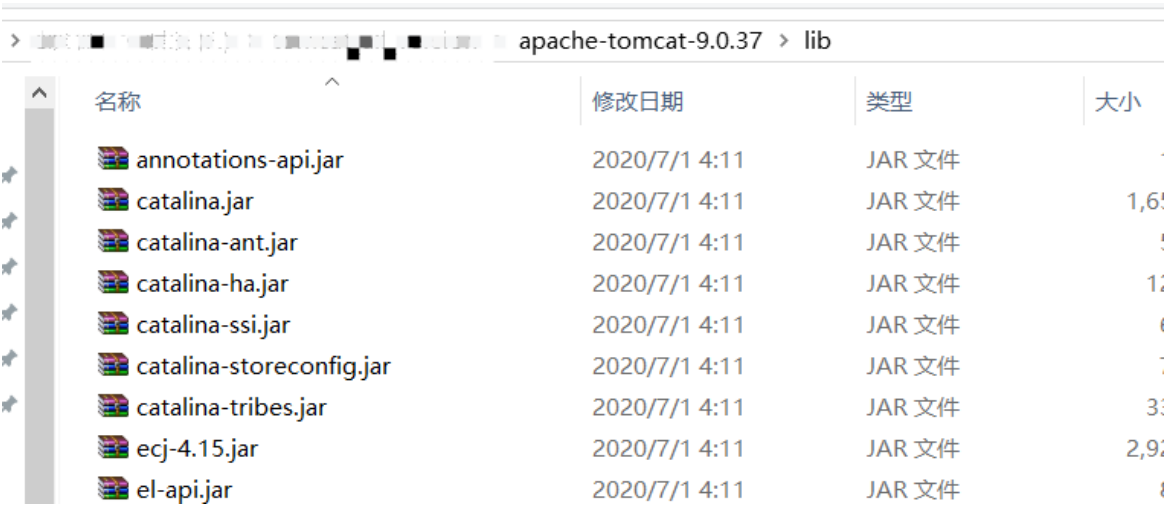 > apache-tomcat-9.0.37 > lib
名称 修改日期 类型 大小
annotations-api.jar 2020/7/1 4:11 JAR 文件
catalina.jar 2020/7/1 4:11 JAR 文件 1,65
catalina-ant.jar 2020/7/1 4:11 JAR 文件
catalina-ha.jar 2020/7/1 4:11 JAR 文件 12
catalina-ssi.jar 2020/7/1 4:11 JAR 文件
catalina-storeconfig.jar 2020/7/1 4:11 JAR 文件
catalina-tribes.jar 2020/7/1 4:11 JAR 文件 33
ecj-4.15.jar 2020/7/1 4:11 JAR 文件 2,92
el-api.jar 2020/7/1 4:11 JAR 文件